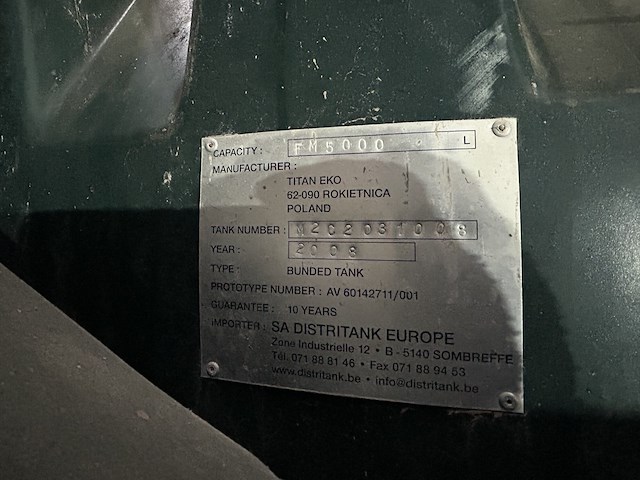 CAPACITY : FM5000 L
MANUFACTURER :
TITAN EKO
62-090 ROKIETNICA
POLAND
TANK NUMBER : M2C2031008
YEAR : 2008
TYPE : BUNDED TANK
PROTOTYPE NUMBER : AV 60142711/001
GUARANTEE : 10 YEARS
IMPORTER : SA DISTRITANK EUROPE
Zone Industrielle 12 • B - 5140 SOMBREFFE
Tél. 071 88 81 46 • Fax 071 88 94 53
www.distritank.be • info@distritank.be